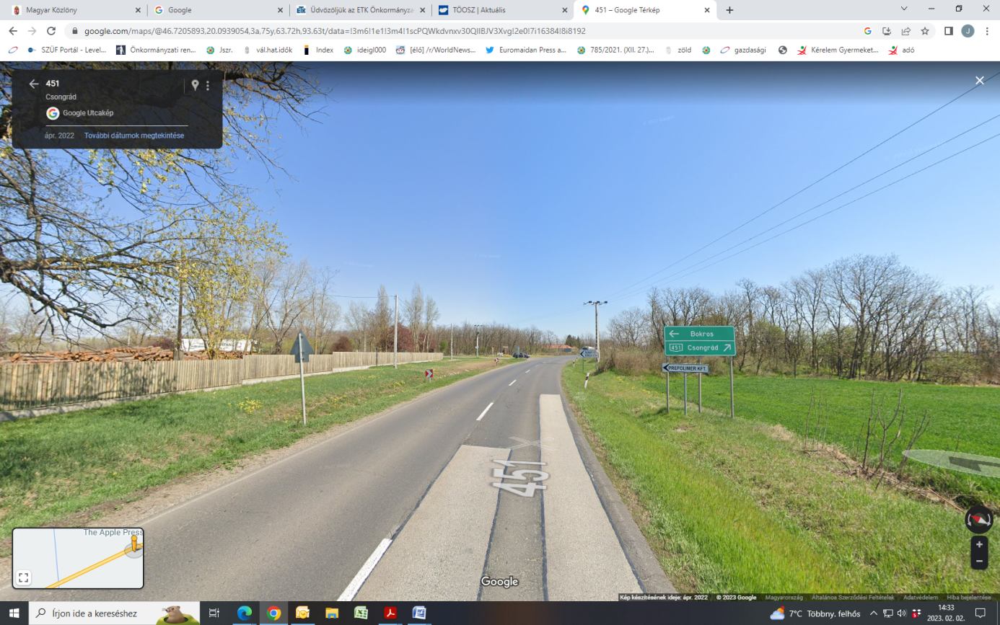 Magyar Közlöny
Google
Üdvözöljük az ETK Önkormányza
TÖOSZ | Aktuális
451 – Google Térkép
google.com/maps/@46.7205893,20.0939054,3a,75y,63.72h,93.63t/data=!3m6!1e1!3m4!1scPQWkdvnxv30QIIBJV3Xvg!2e0!7i16384!8i8192
J
SZÜF Portál - Level...
Önkormányzati ren...
Jszr.
vál.hat.idők
Index
ideigl000
[élő] /r/WorldNews...
Euromaidan Press a...
785/2021. (XII. 27.)...
zöld
gazdasági
Kérelem Gyermeket...
adó
451
Csongrád
Google Utcakép
ápr. 2022
További dátumok megtekintése
Bokros
451 Csongrád
PREFOLIMER KFT.
451
The Apple Press
Google
Kép készítésének ideje: ápr. 2022
© 2023 Google
Magyarország
Általános Szerződési Feltételek
Adatvédelem
Hiba bejelentése
Írjon ide a kereséshez
7°C Többny. felhős
14:33
2023. 02. 02.